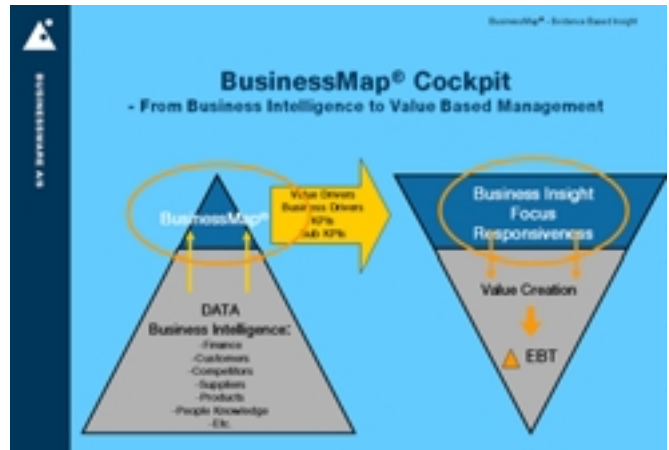 BusinessMap® - Evidence Based Insight
BUSINESSWARE AS
BusinessMap® Cockpit
- From Business Intelligence to Value Based Management
BusinessMap®
Value Drivers
Business Drivers
KPIs
Sub KPIs
Business Insight
Focus
Responsiveness
DATA
Business Intelligence:
-Finance
-Customers
-Competitors
-Suppliers
-Products
-People Knowledge
-Etc.
Value Creation
EBT